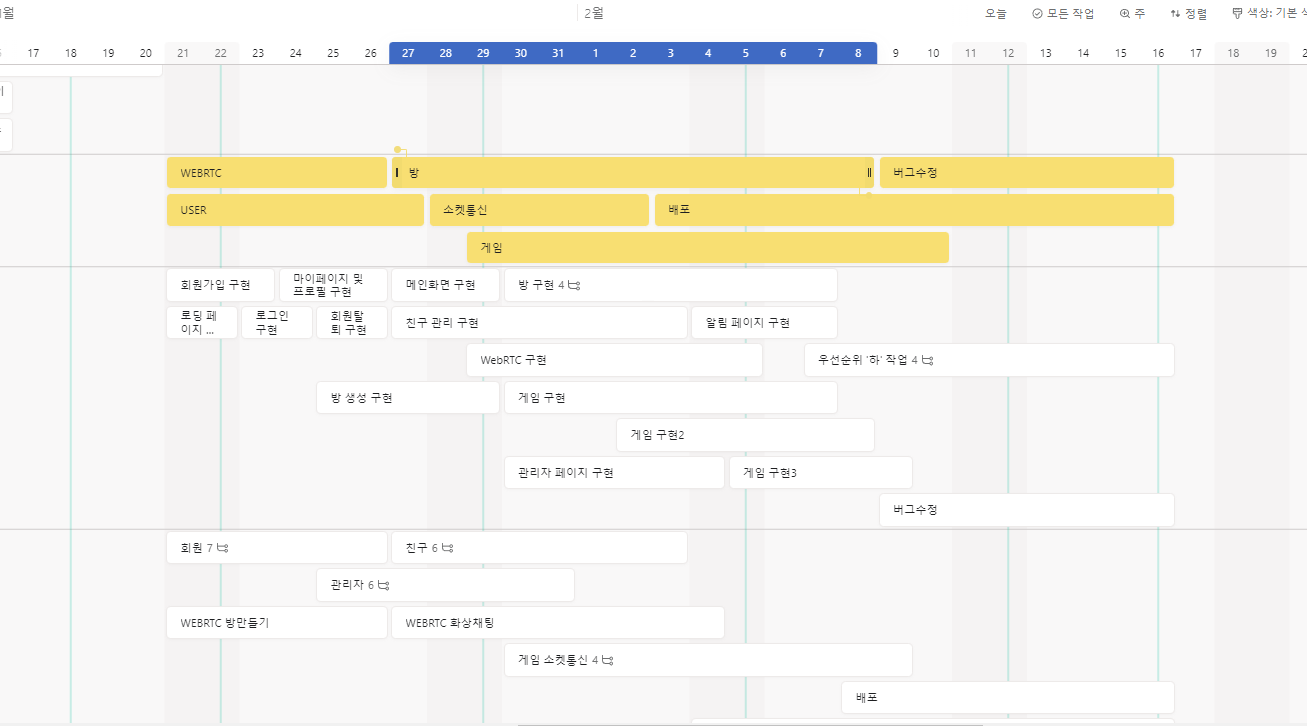 월
2월
오늘
모든 작업
주
정렬
색상: 기본
17 18 19 20 21 22 23 24 25 26 27 28 29 30 31 1 2 3 4 5 6 7 8 9 10 11 12 13 14 15 16 17 18 19
WEBRTC
방
버그수정
USER
소켓통신
배포
게임
회원가입 구현
마이페이지 및
프로필 구현
메인화면 구현
방 구현 4
로딩 페
이지 ...
로그인
구현
회원탈
퇴 구현
친구 관리 구현
알림 페이지 구현
WebRTC 구현
우선순위 '하' 작업 4
방 생성 구현
게임 구현
게임 구현2
관리자 페이지 구현
게임 구현3
버그수정
회원 7
친구 6
관리자 6
WEBRTC 방만들기
WEBRTC 화상채팅
게임 소켓통신 4
배포